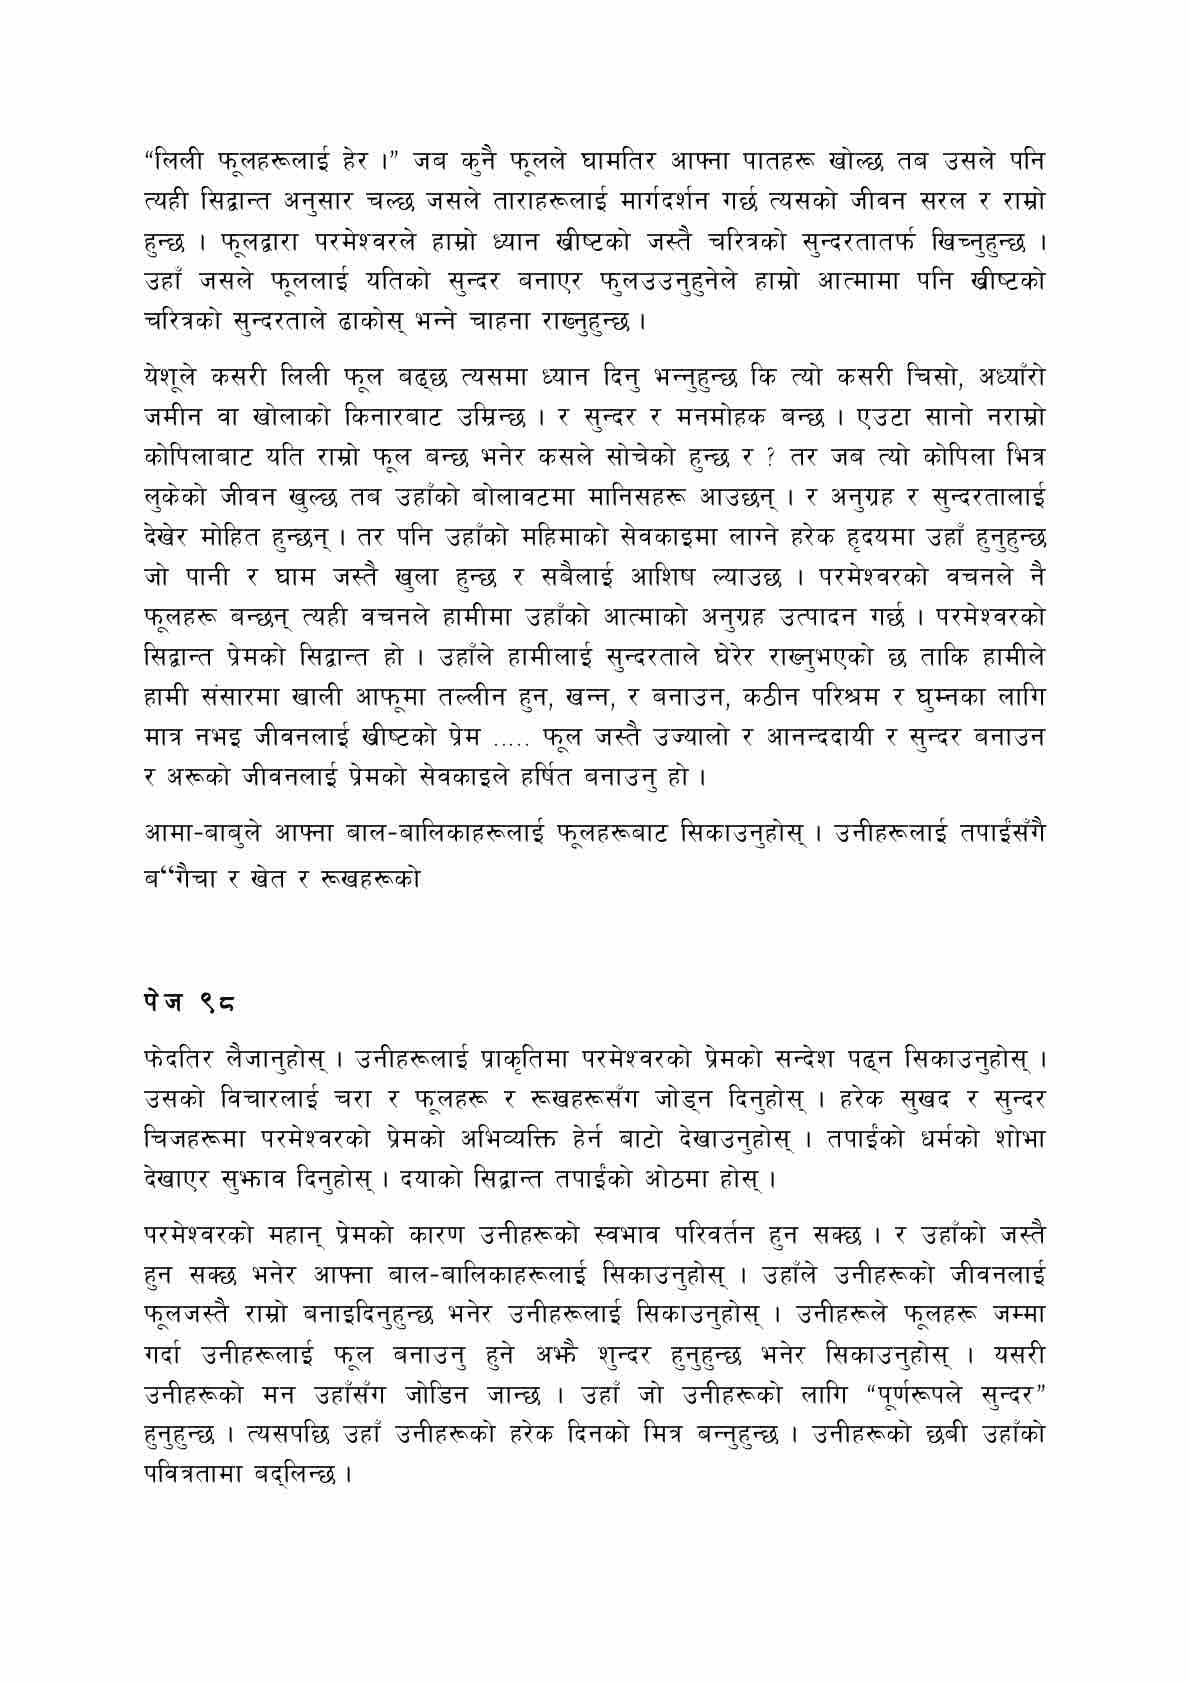 “लिली फूलहरूलाई हेर ।” जब कुनै फूलले घामतिर आफ्ना पातहरू खोल्छ तब उसले पनि
त्यही सिद्वान्त अनुसार चल्छ जसले ताराहरूलाई मार्गदर्शन गर्छ त्यसको जीवन सरल र राम्रो
हुन्छ । फूलद्वारा परमेश्वरले हाम्रो ध्यान ख्रीष्टको जस्तै चरित्रको सुन्दरतातर्फ खिच्नुहुन्छ ।
उहाँ जसले फूललाई यतिको सुन्दर बनाएर फुलउउनुहुनेले हाम्रो आत्मामा पनि ख्रीष्टको
चरित्रको सुन्दरताले ढाकोस् भन्ने चाहना राख्नुहुन्छ ।
येशूले कसरी लिली फूल बढ्छ त्यसमा ध्यान दिनु भन्नुहुन्छ कि त्यो कसरी चिसो, अध्याँरो
जमीन वा खोलाको किनारबाट उम्रिन्छ । र सुन्दर र मनमोहक बन्छ । एउटा सानो नराम्रो
कोपिलाबाट यति राम्रो फूल बन्छ भनेर कसले सोचेको हुन्छ र ? तर जब त्यो कोपिला भित्र
लुकेको जीवन खुल्छ तब उहाँको बोलावटमा मानिसहरू आउछन् । र अनुग्रह र सुन्दरतालाई
देखेर मोहित हुन्छन् । तर पनि उहाँको महिमाको सेवकाइमा लाग्ने हरेक हृदयमा उहाँ हुनुहुन्छ
जो पानी र घाम जस्तै खुला हुन्छ र सबैलाई आशिष ल्याउछ । परमेश्वरको वचनले नै
फूलहरू बन्छन् त्यही वचनले हामीमा उहाँको आत्माको अनुग्रह उत्पादन गर्छ । परमेश्वरको
सिद्वान्त प्रेमको सिद्वान्त हो । उहाँले हामीलाई सुन्दरताले घेरेर राख्नुभएको छ ताकि हामीले
हामी संसारमा खाली आफूमा तल्लीन हुन, खन्न, र बनाउन, कठीन परिश्रम र घुम्नका लागि
मात्र नभइ जीवनलाई ख्रीष्टको प्रेम ..... फूल जस्तै उज्यालो र आनन्ददायी र सुन्दर बनाउन
र अरूको जीवनलाई प्रेमको सेवकाइले हर्षित बनाउनु हो ।
आमा-बाबुले आफ्ना बाल-बालिकाहरूलाई फूलहरूबाट सिकाउनुहोस् । उनीहरूलाई तपाईंसँगै
ब“गैचा र खेत र रूखहरूको
पेज ९८
फेदतिर लैजानुहोस् । उनीहरूलाई प्राकृतिमा परमेश्वरको प्रेमको सन्देश पढ्न सिकाउनुहोस् ।
उसको विचारलाई चरा र फूलहरू र रूखहरूसँग जोड्न दिनुहोस् । हरेक सुखद र सुन्दर
चिजहरूमा परमेश्वरको प्रेमको अभिव्यक्ति हेर्न बाटो देखाउनुहोस् । तपाईंको धर्मको शोभा
देखाएर सुझाव दिनुहोस् । दयाको सिद्वान्त तपाईंको ओठमा होस् ।
परमेश्वरको महान् प्रेमको कारण उनीहरूको स्वभाव परिवर्तन हुन सक्छ । र उहाँको जस्तै
हुन सक्छ भनेर आफ्ना बाल-बालिकाहरूलाई सिकाउनुहोस् । उहाँले उनीहरूको जीवनलाई
फूलजस्तै राम्रो बनाइदिनुहुन्छ भनेर उनीहरूलाई सिकाउनुहोस् । उनीहरूले फूलहरू जम्मा
गर्दा उनीहरूलाई फूल बनाउनु हुने अझै शुन्दर हुनुहुन्छ भनेर सिकाउनुहोस् । यसरी
उनीहरूको मन उहाँसँग जोडिन जान्छ । उहाँ जो उनीहरूको लागि “पूर्णरूपले सुन्दर”
हुनुहुन्छ । त्यसपछि उहाँ उनीहरूको हरेक दिनको मित्र बन्नुहुन्छ । उनीहरूको छबी उहाँको
पवित्रतामा बद्लिन्छ ।